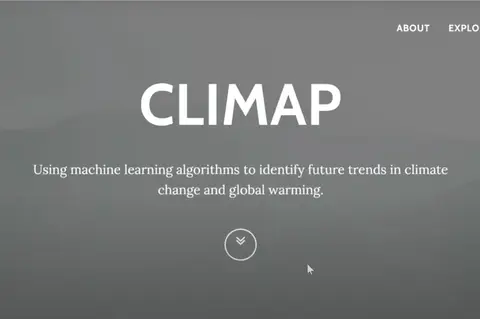 ABOUT EXPLO
CLIMAP
Using machine learning algorithms to identify future trends in climate
change and global warming.